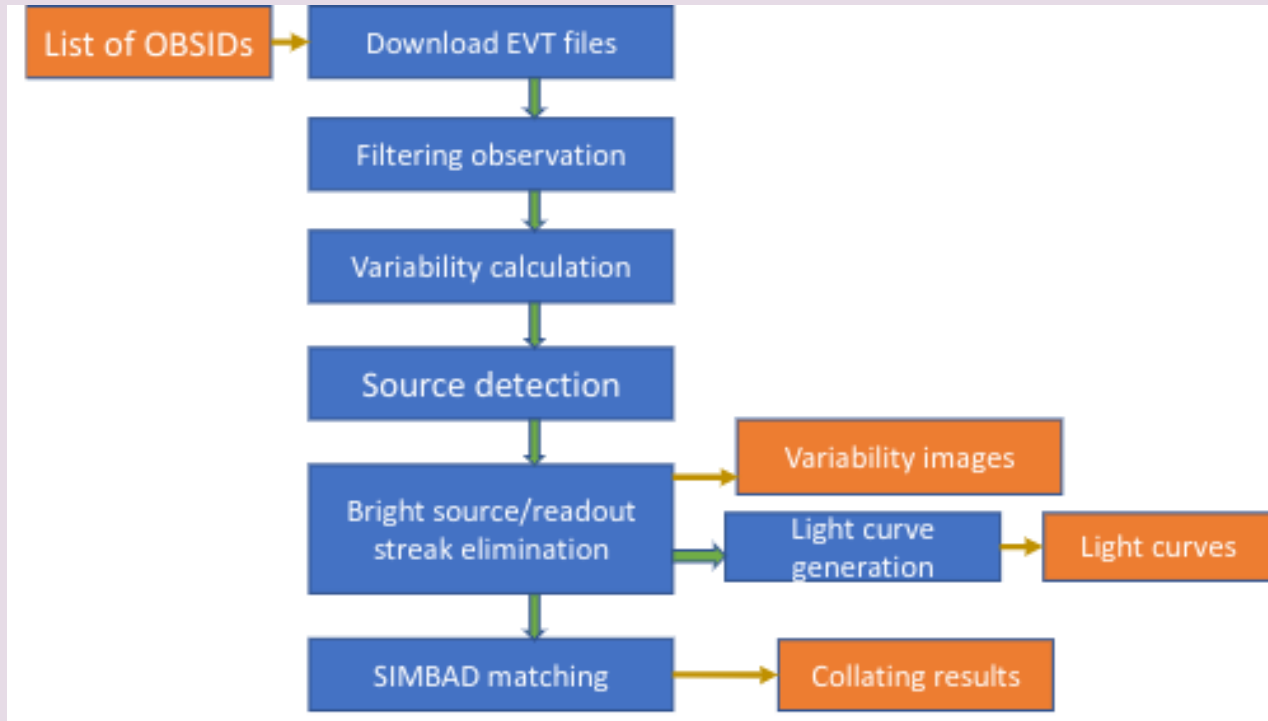 List of OBSIDs
Download EVT files
Filtering observation
Variability calculation
Source detection
Bright source/readout
streak elimination
Variability images
Light curve
generation
Light curves
SIMBAD matching
Collating results